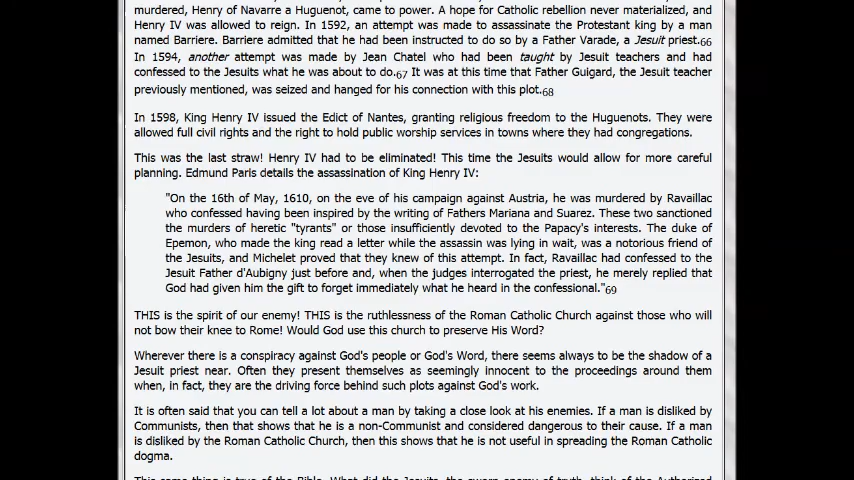 murdered, Henry of Navarre a Huguenot, came to power. A hope for Catholic rebellion never materialized, and
Henry IV was allowed to reign. In 1592, an attempt was made to assassinate the Protestant king by a man
named Barriere. Barriere admitted that he had been instructed to do so by a Father Varade, a Jesuit priest.66
In 1594, another attempt was made by Jean Chatel who had been taught by Jesuit teachers and had
confessed to the Jesuits what he was about to do.67 It was at this time that Father Guigard, the Jesuit teacher
previously mentioned, was seized and hanged for his connection with this plot.68
In 1598, King Henry IV issued the Edict of Nantes, granting religious freedom to the Huguenots. They were
allowed full civil rights and the right to hold public worship services in towns where they had congregations.
This was the last straw! Henry IV had to be eliminated! This time the Jesuits would allow for more careful
planning. Edmund Paris details the assassination of King Henry IV:
"On the 16th of May, 1610, on the eve of his campaign against Austria, he was murdered by Ravaillac
who confessed having been inspired by the writing of Fathers Mariana and Suarez. These two sanctioned
the murders of heretic "tyrants" or those insufficiently devoted to the Papacy's interests. The duke of
Epemon, who made the king read a letter while the assassin was lying in wait, was a notorious friend of
the Jesuits, and Michelet proved that they knew of this attempt. In fact, Ravaillac had confessed to the
Jesuit Father d'Aubigny just before and, when the judges interrogated the priest, he merely replied that
God had given him the gift to forget immediately what he heard in the confessional."69
THIS is the spirit of our enemy! THIS is the ruthlessness of the Roman Catholic Church against those who will
not bow their knee to Rome! Would God use this church to preserve His Word?
Wherever there is a conspiracy against God's people or God's Word, there seems always to be the shadow of a
Jesuit priest near. Often they present themselves as seemingly innocent to the proceedings around them
when, in fact, they are the driving force behind such plots against God's work.
It is often said that you can tell a lot about a man by taking a close look at his enemies. If a man is disliked by
Communists, then that shows that he is a non-Communist and considered dangerous to their cause. If a man
is disliked by the Roman Catholic Church, then this shows that he is not useful in spreading the Roman Catholic
dogma.
This same thing is true of the Bible. What did the Jesuits, the sworn enemy of truth, think of the Authorized